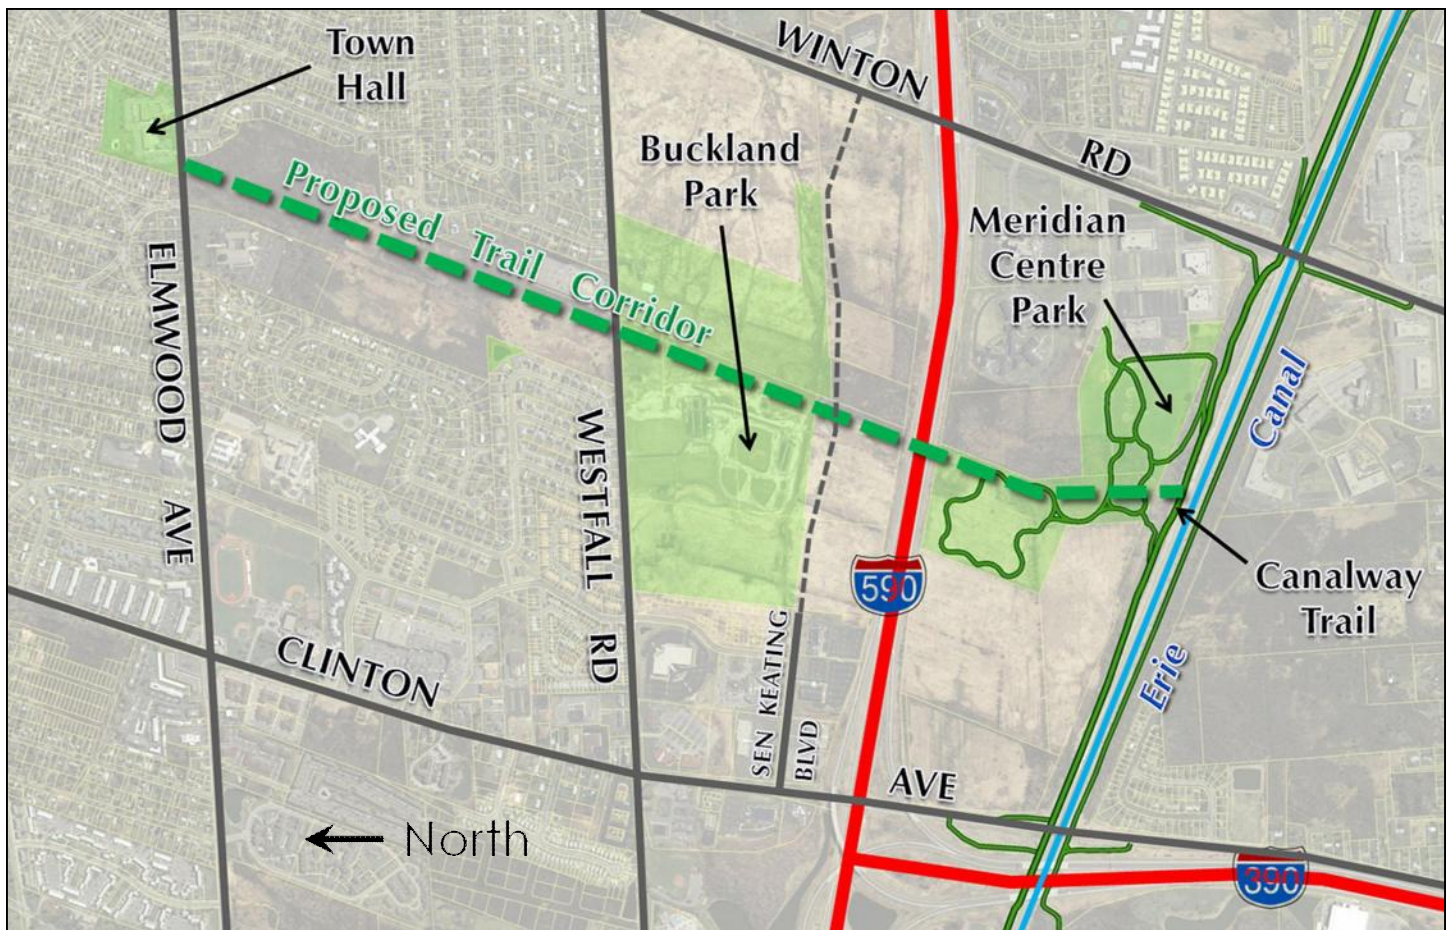 Town
Hall
WINTON
RD
Buckland
Park
Meridian
Centre
Park
Proposed Trail Corridor
ELMWOOD
AVE
WESTFALL
RD
Canal
Erie
590
Canalway
Trail
CLINTON
AVE
SEN KEATING
BLVD
North
390